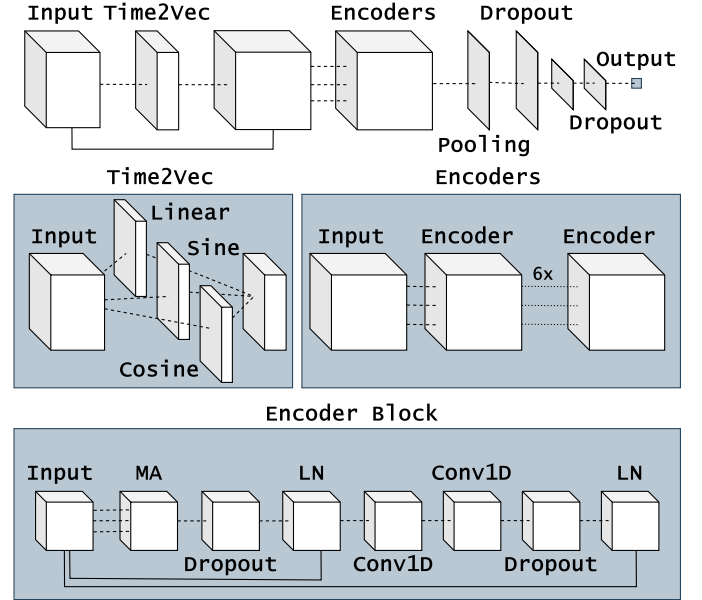 Input Time2Vec Encoders Dropout
Output
Dropout
Pooling
Time2Vec
Linear
Input
Sine
Cosine
Encoders
Input Encoder Encoder
6x
Encoder Block
Input MA LN Conv1D LN
Dropout Conv1D Dropout